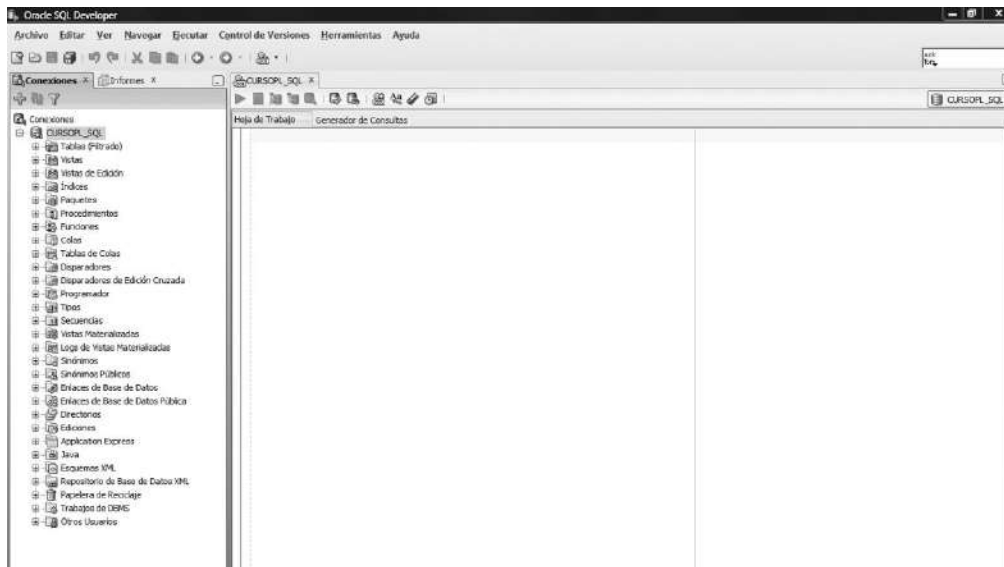 Oracle SQL Developer
Archivo Editar Ver Navegar Ejecutar Control de Versiones Herramientas Ayuda
Conexiones Informes
CURSOPL_SQL
CURSOPL_SQL
Hoja de Trabajo Generador de Consultas
Conexiones
CURSOPL_SQL
Tablas (Filtrado)
Vistas
Vistas de Edición
Índices
Paquetes
Procedimientos
Funciones
Colas
Tablas de Colas
Disparadores
Disparadores de Edición Cruzada
Programador
Tipos
Secuencias
Vistas Materializadas
Logs de Vistas Materializadas
Sinónimos
Sinónimos Públicos
Enlaces de Base de Datos
Enlaces de Base de Datos Pública
Directorios
Ediciones
Application Express
Java
Esquemas XML
Repositorio de Base de Datos XML
Papelera de Reciclaje
Trabajos de DBMS
Otros Usuarios